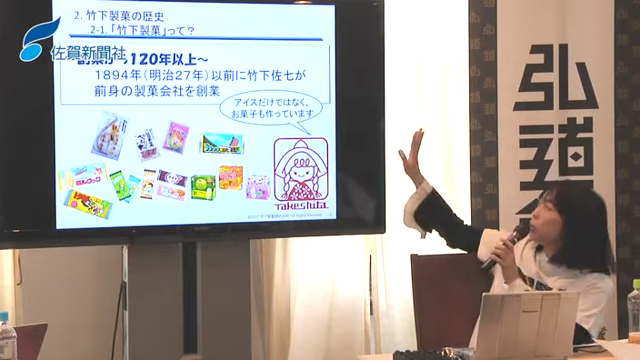 佐賀新聞社
2. 竹下製菓の歴史
2-1.「竹下製菓」って？
120年以上～
1894年(明治27年)以前に竹下佐七が
前身の製菓会社を創業
アイスだけではなく、
お菓子も作っています
Takeshita
弘道